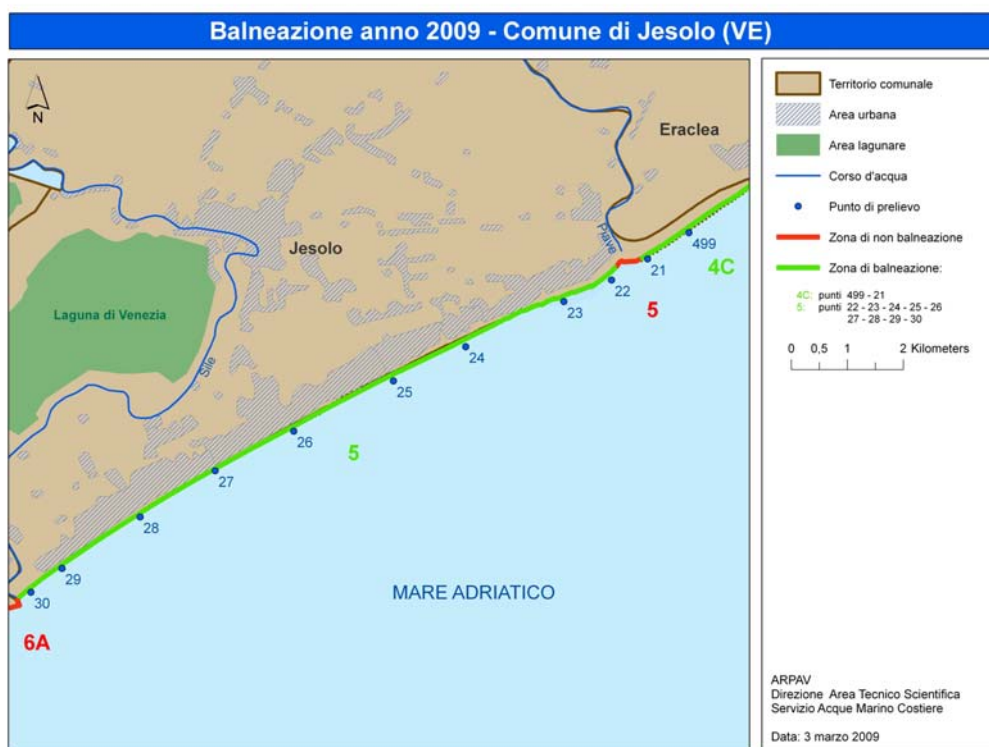 Balneazione anno 2009 - Comune di Jesolo (VE)
N
Eraclea
Piave
499
21
4C
22
5
23
Jesolo
24
Laguna di Venezia
Sile
25
26
5
27
28
29
30
MARE ADRIATICO
6A
Territorio comunale
Area urbana
Area lagunare
Corso d'acqua
Punto di prelievo
Zona di non balneazione
Zona di balneazione:
4C: punti 499 - 21
5: punti 22 - 23 - 24 - 25 - 26
27 - 28 - 29 - 30
0 0,5 1 2 Kilometers
ARPAV
Direzione Area Tecnico Scientifica
Servizio Acque Marino Costiere
Data: 3 marzo 2009